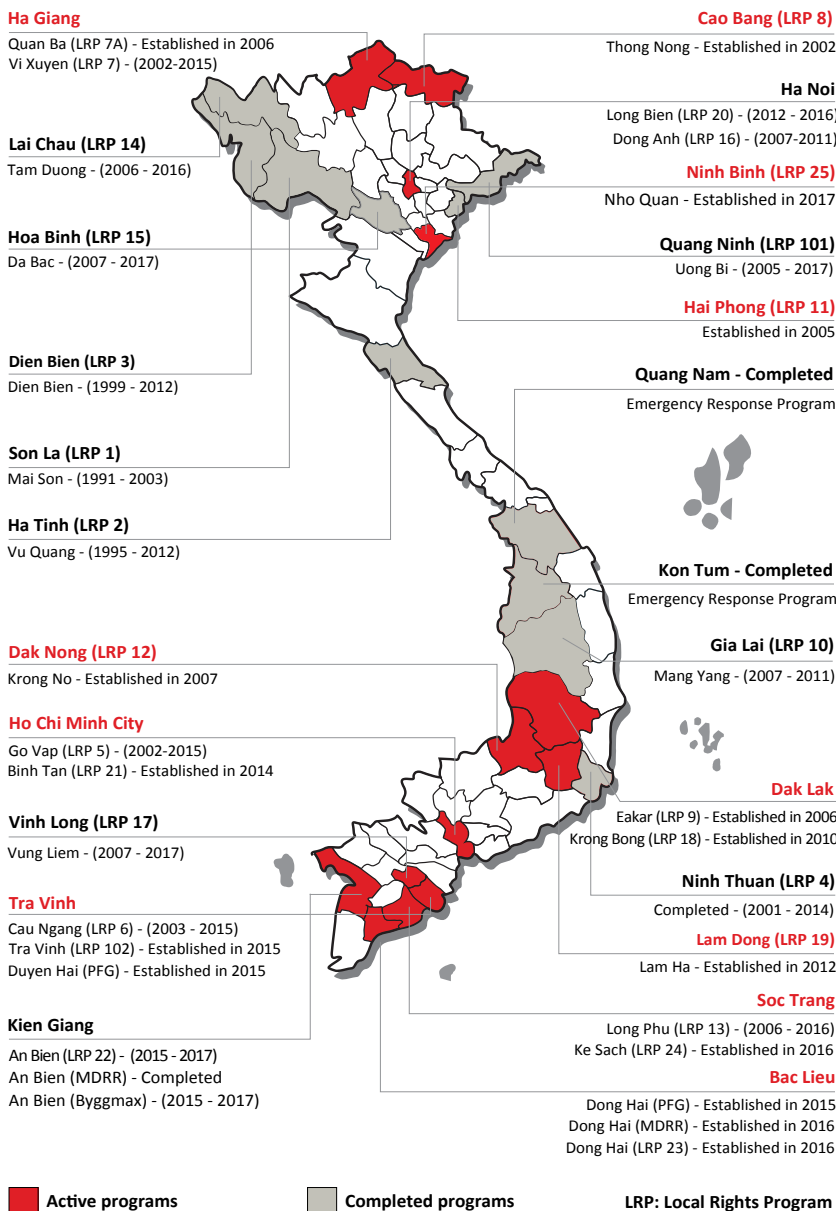 Ha Giang
Quan Ba (LRP 7A) - Established in 2006
Vi Xuyen (LRP 7) - (2002-2015)
Lai Chau (LRP 14)
Tam Duong - (2006 - 2016)
Hoa Binh (LRP 15)
Da Bac - (2007 - 2017)
Dien Bien (LRP 3)
Dien Bien - (1999 - 2012)
Son La (LRP 1)
Mai Son - (1991 - 2003)
Ha Tinh (LRP 2)
Vu Quang - (1995 - 2012)
Dak Nong (LRP 12)
Krong No - Established in 2007
Ho Chi Minh City
Go Vap (LRP 5) - (2002-2015)
Binh Tan (LRP 21) - Established in 2014
Vinh Long (LRP 17)
Vung Liem - (2007 - 2017)
Tra Vinh
Cau Ngang (LRP 6) - (2003 - 2015)
Tra Vinh (LRP 102) - Established in 2015
Duyen Hai (PFG) - Established in 2015
Kien Giang
An Bien (LRP 22) - (2015 - 2017)
An Bien (MDRR) - Completed
An Bien (Byggmax) - (2015 - 2017)
Cao Bang (LRP 8)
Thong Nong - Established in 2002
Ha Noi
Long Bien (LRP 20) - (2012 - 2016)
Dong Anh (LRP 16) - (2007-2011)
Ninh Binh (LRP 25)
Nho Quan - Established in 2017
Quang Ninh (LRP 101)
Uong Bi - (2005 - 2017)
Hai Phong (LRP 11)
Established in 2005
Quang Nam - Completed
Emergency Response Program
Kon Tum - Completed
Emergency Response Program
Gia Lai (LRP 10)
Mang Yang - (2007 - 2011)
Dak Lak
Eakar (LRP 9) - Established in 2006
Krong Bong (LRP 18) - Established in 2010
Ninh Thuan (LRP 4)
Completed - (2001 - 2014)
Lam Dong (LRP 19)
Lam Ha - Established in 2012
Soc Trang
Long Phu (LRP 13) - (2006 - 2016)
Ke Sach (LRP 24) - Established in 2016
Bac Lieu
Dong Hai (PFG) - Established in 2015
Dong Hai (MDRR) - Established in 2016
Dong Hai (LRP 23) - Established in 2016
Active programs
Completed programs
LRP: Local Rights Program